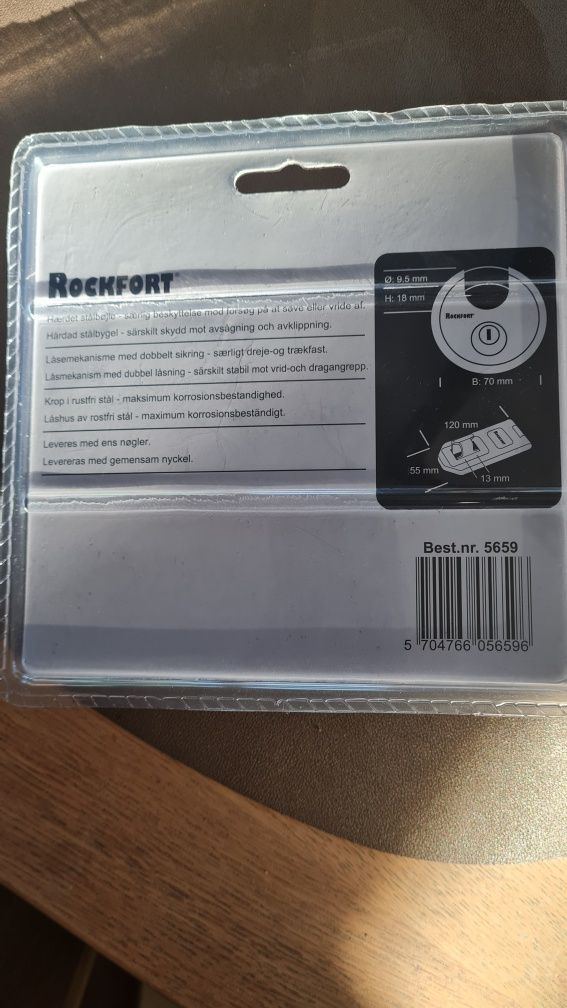 ROCKFORT
Hærdet stålbøjle - særlig beskyttelse mod forsøg på at save eller vride af.
Härdad stålbygel - särskilt skydd mot avsågning och avklippning.
Låsemekanisme med dobbelt sikring - særligt dreje-og trækfast.
Låsmekanism med dubbel låsning - särskilt stabil mot vrid-och dragangrepp.
Krop i rustfri stål - maksimum korrosionsbestandighed.
Låshus av rostfri stål - maximum korrosionsbeständigt.
Leveres med ens nøgler.
Levereras med gemensam nyckel.
Ø: 9.5 mm
H: 18 mm
ROCKFORT
B: 70 mm
120 mm
55 mm
13 mm
Best.nr. 5659
5 704766 056596